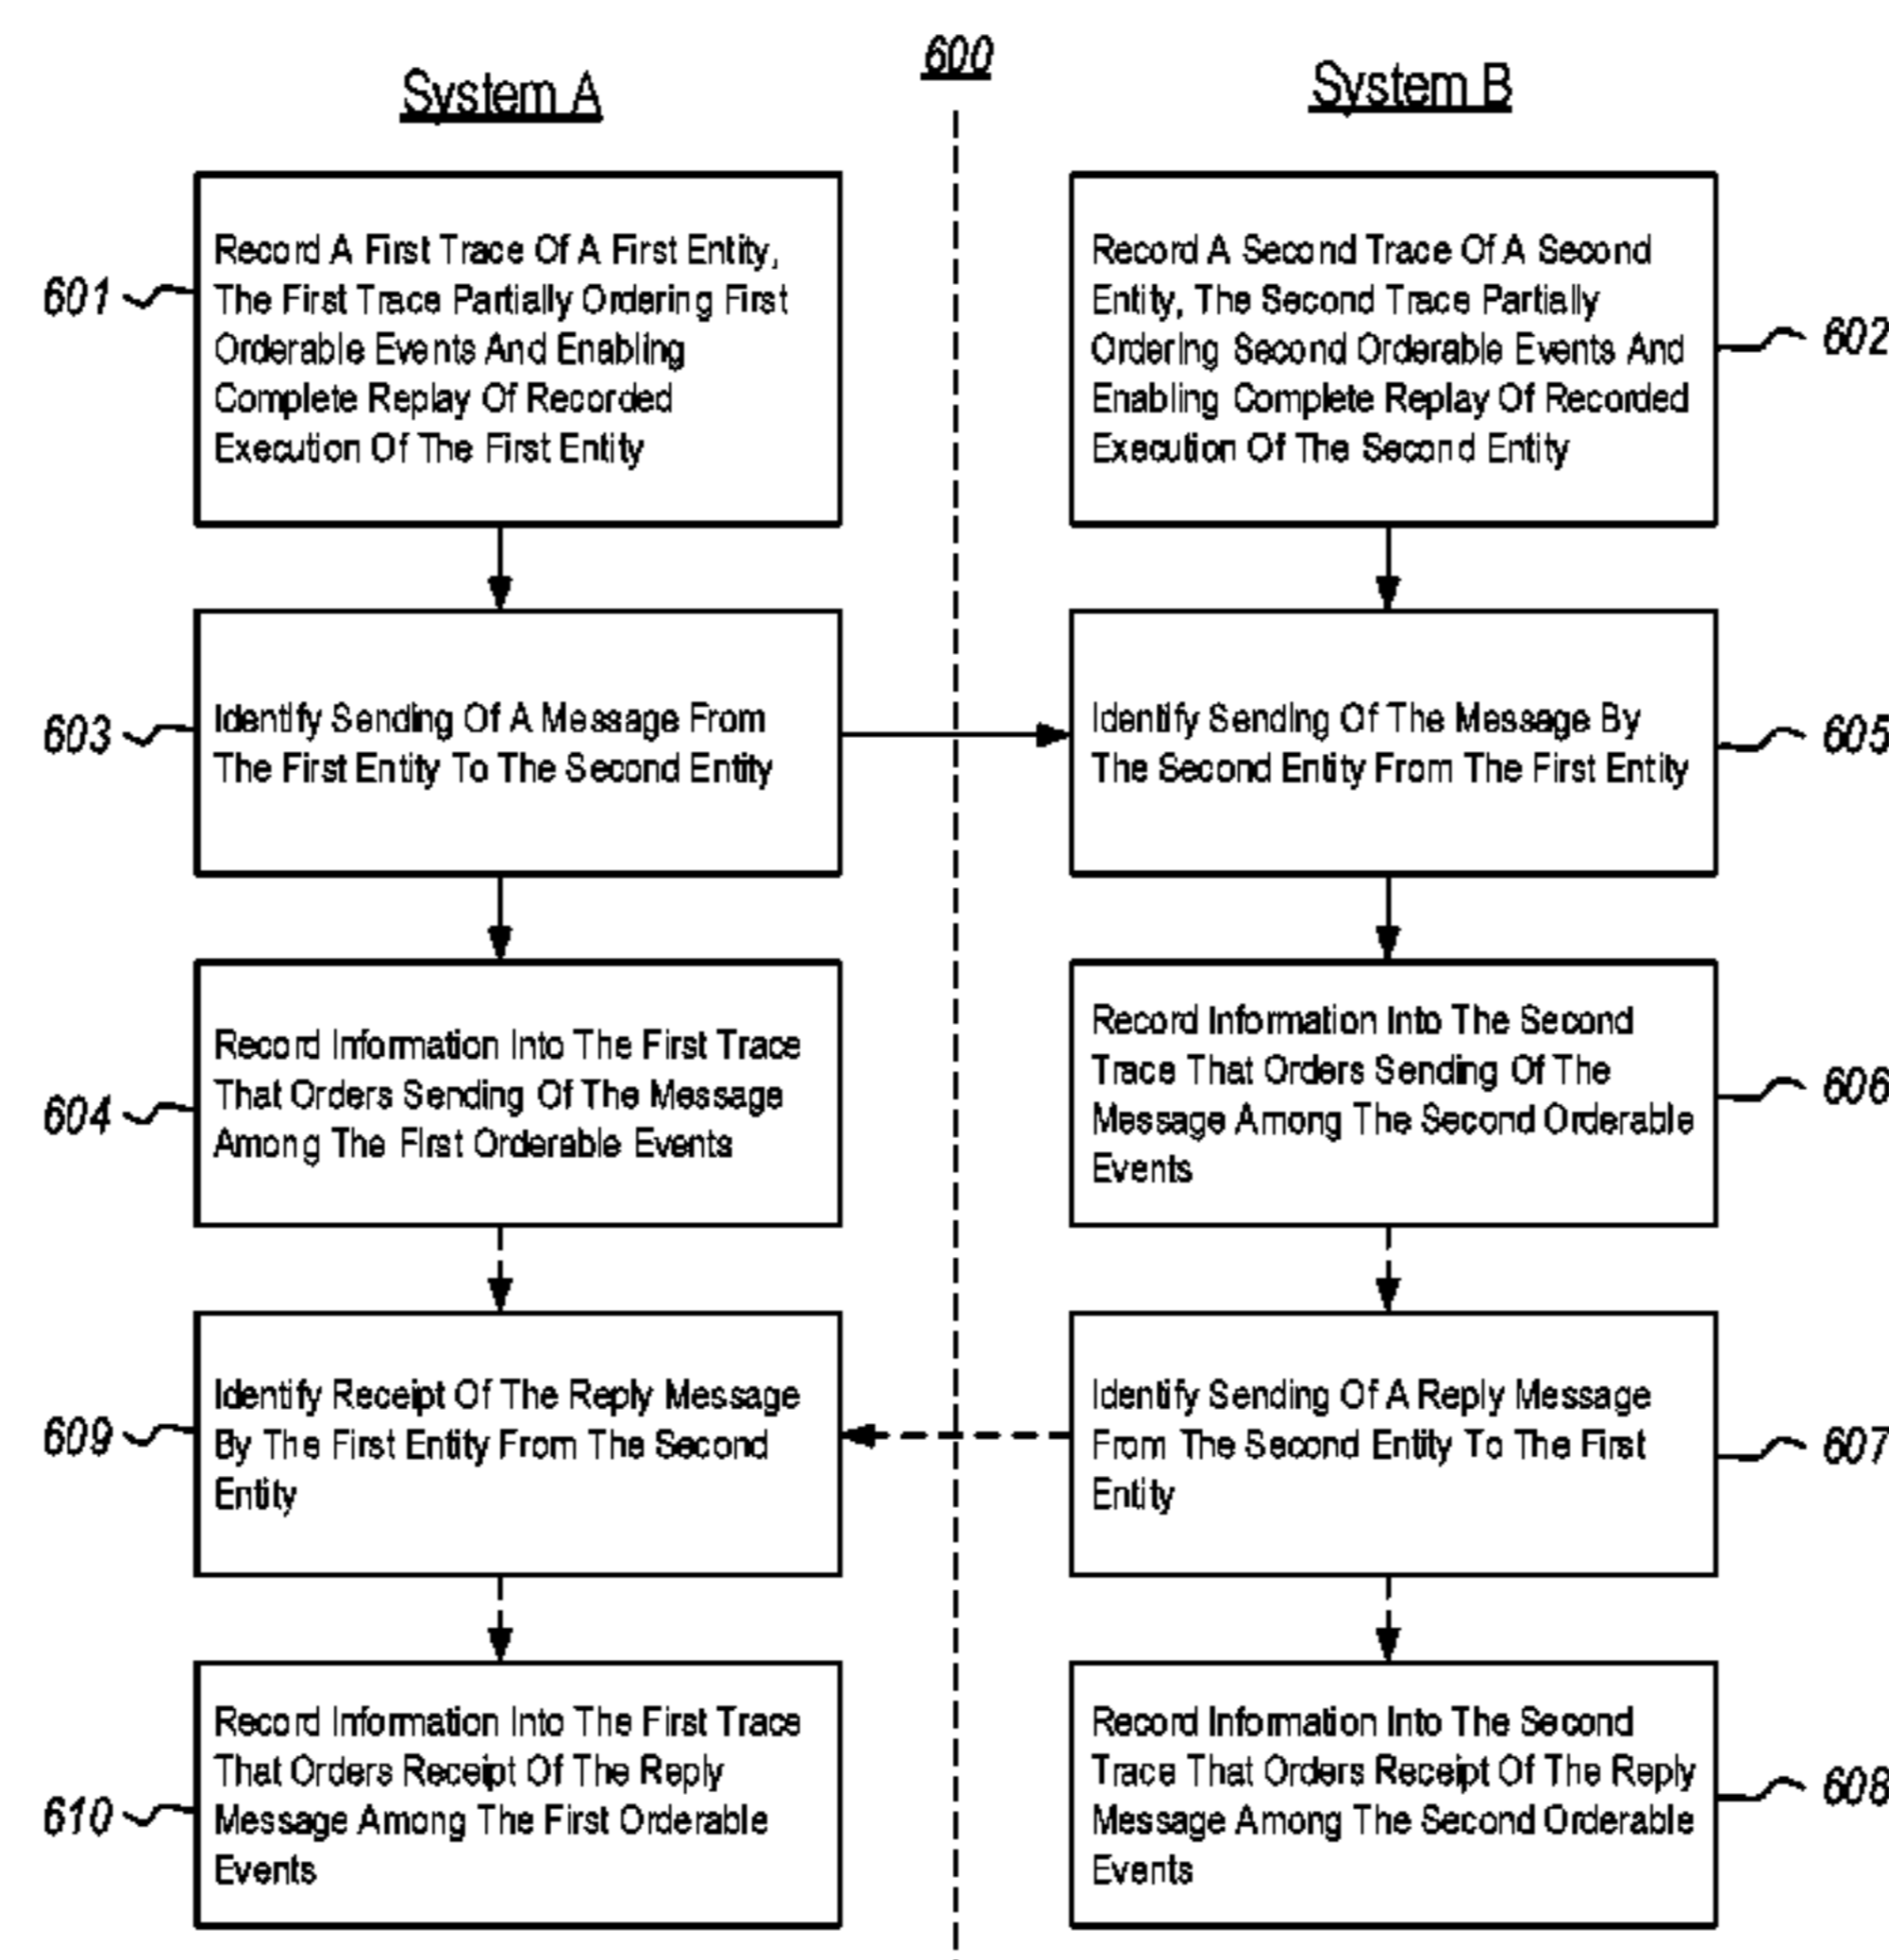 600
System A
System B
601
Record A First Trace Of A First Entity,
The First Trace Partially Ordering First
Orderable Events And Enabling
Complete Replay Of Recorded
Execution Of The First Entity
Record A Second Trace Of A Second
Entity, The Second Trace Partially
Ordering Second Orderable Events And
Enabling Complete Replay Of Recorded
Execution Of The Second Entity
602
603
Identify Sending Of A Message From
The First Entity To The Second Entity
Identify Sending Of The Message By
The Second Entity From The First Entity
605
604
Record Information Into The First Trace
That Orders Sending Of The Message
Among The First Orderable Events
Record Information Into The Second
Trace That Orders Sending Of The
Message Among The Second Orderable
Events
606
609
Identify Receipt Of The Reply Message
By The First Entity From The Second
Entity
Identify Sending Of A Reply Message
From The Second Entity To The First
Entity
607
610
Record Information Into The First Trace
That Orders Receipt Of The Reply
Message Among The First Orderable
Events
Record Information Into The Second
Trace That Orders Receipt Of The Reply
Message Among The Second Orderable
Events
608